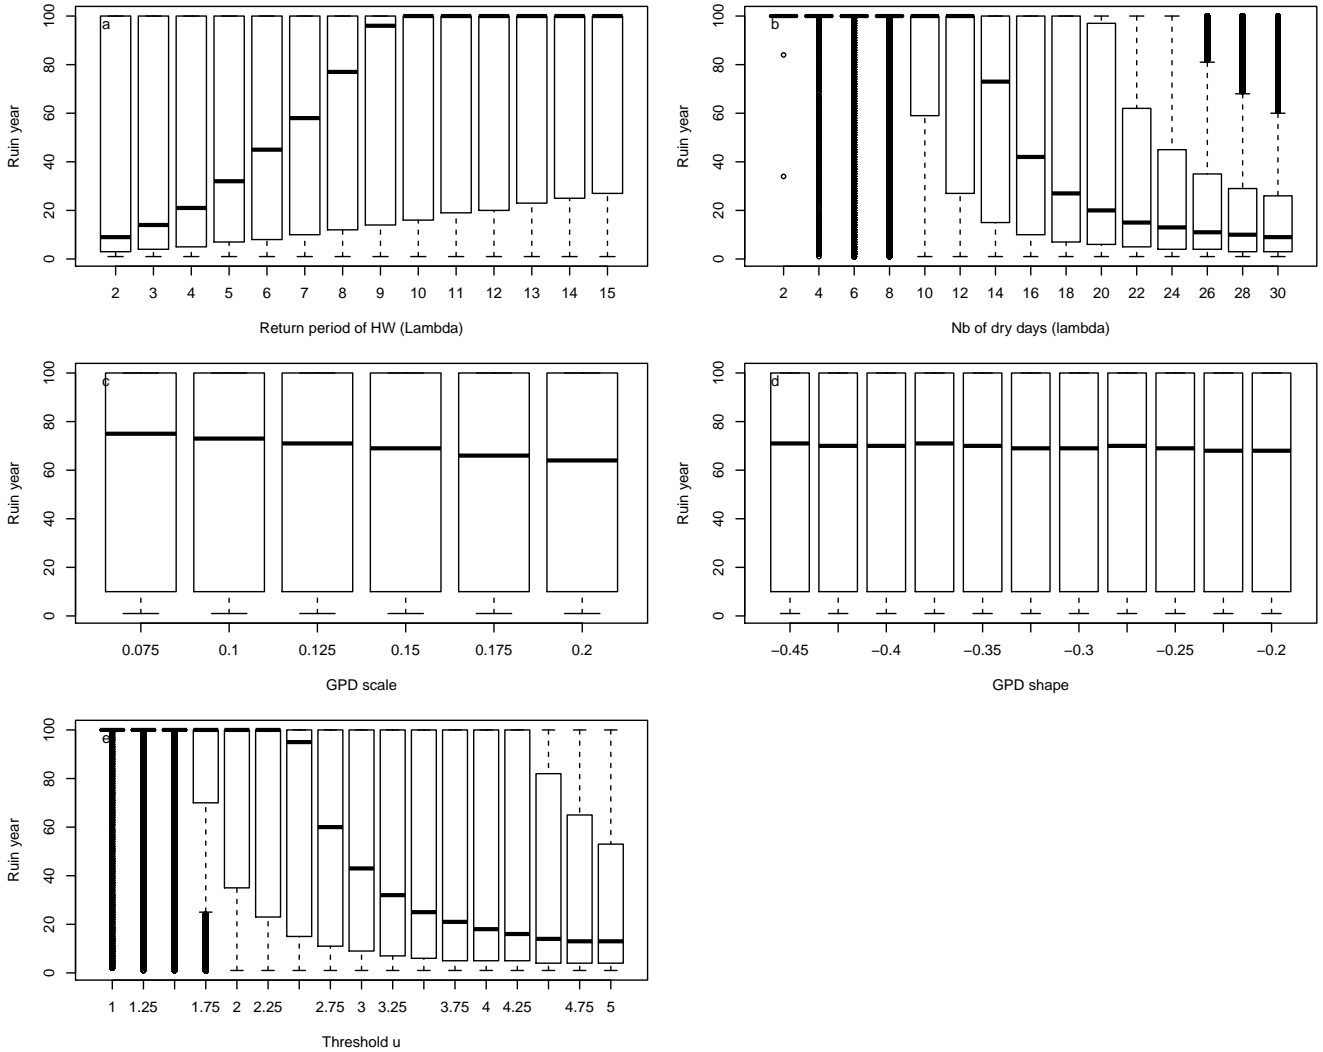 a
Ruin year
0 20 40 60 80 100
2 3 4 5 6 7 8 9 10 11 12 13 14 15
Return period of HW (Lambda)
b
Ruin year
0 20 40 60 80 100
2 4 6 8 10 12 14 16 18 20 22 24 26 28 30
Nb of dry days (lambda)
c
Ruin year
0 20 40 60 80 100
0.075 0.1 0.125 0.15 0.175 0.2
GPD scale
d
Ruin year
0 20 40 60 80 100
−0.45 −0.4 −0.35 −0.3 −0.25 −0.2
GPD shape
e
Ruin year
0 20 40 60 80 100
1 1.25 1.75 2 2.25 2.75 3 3.25 3.75 4 4.25 4.75 5
Threshold u